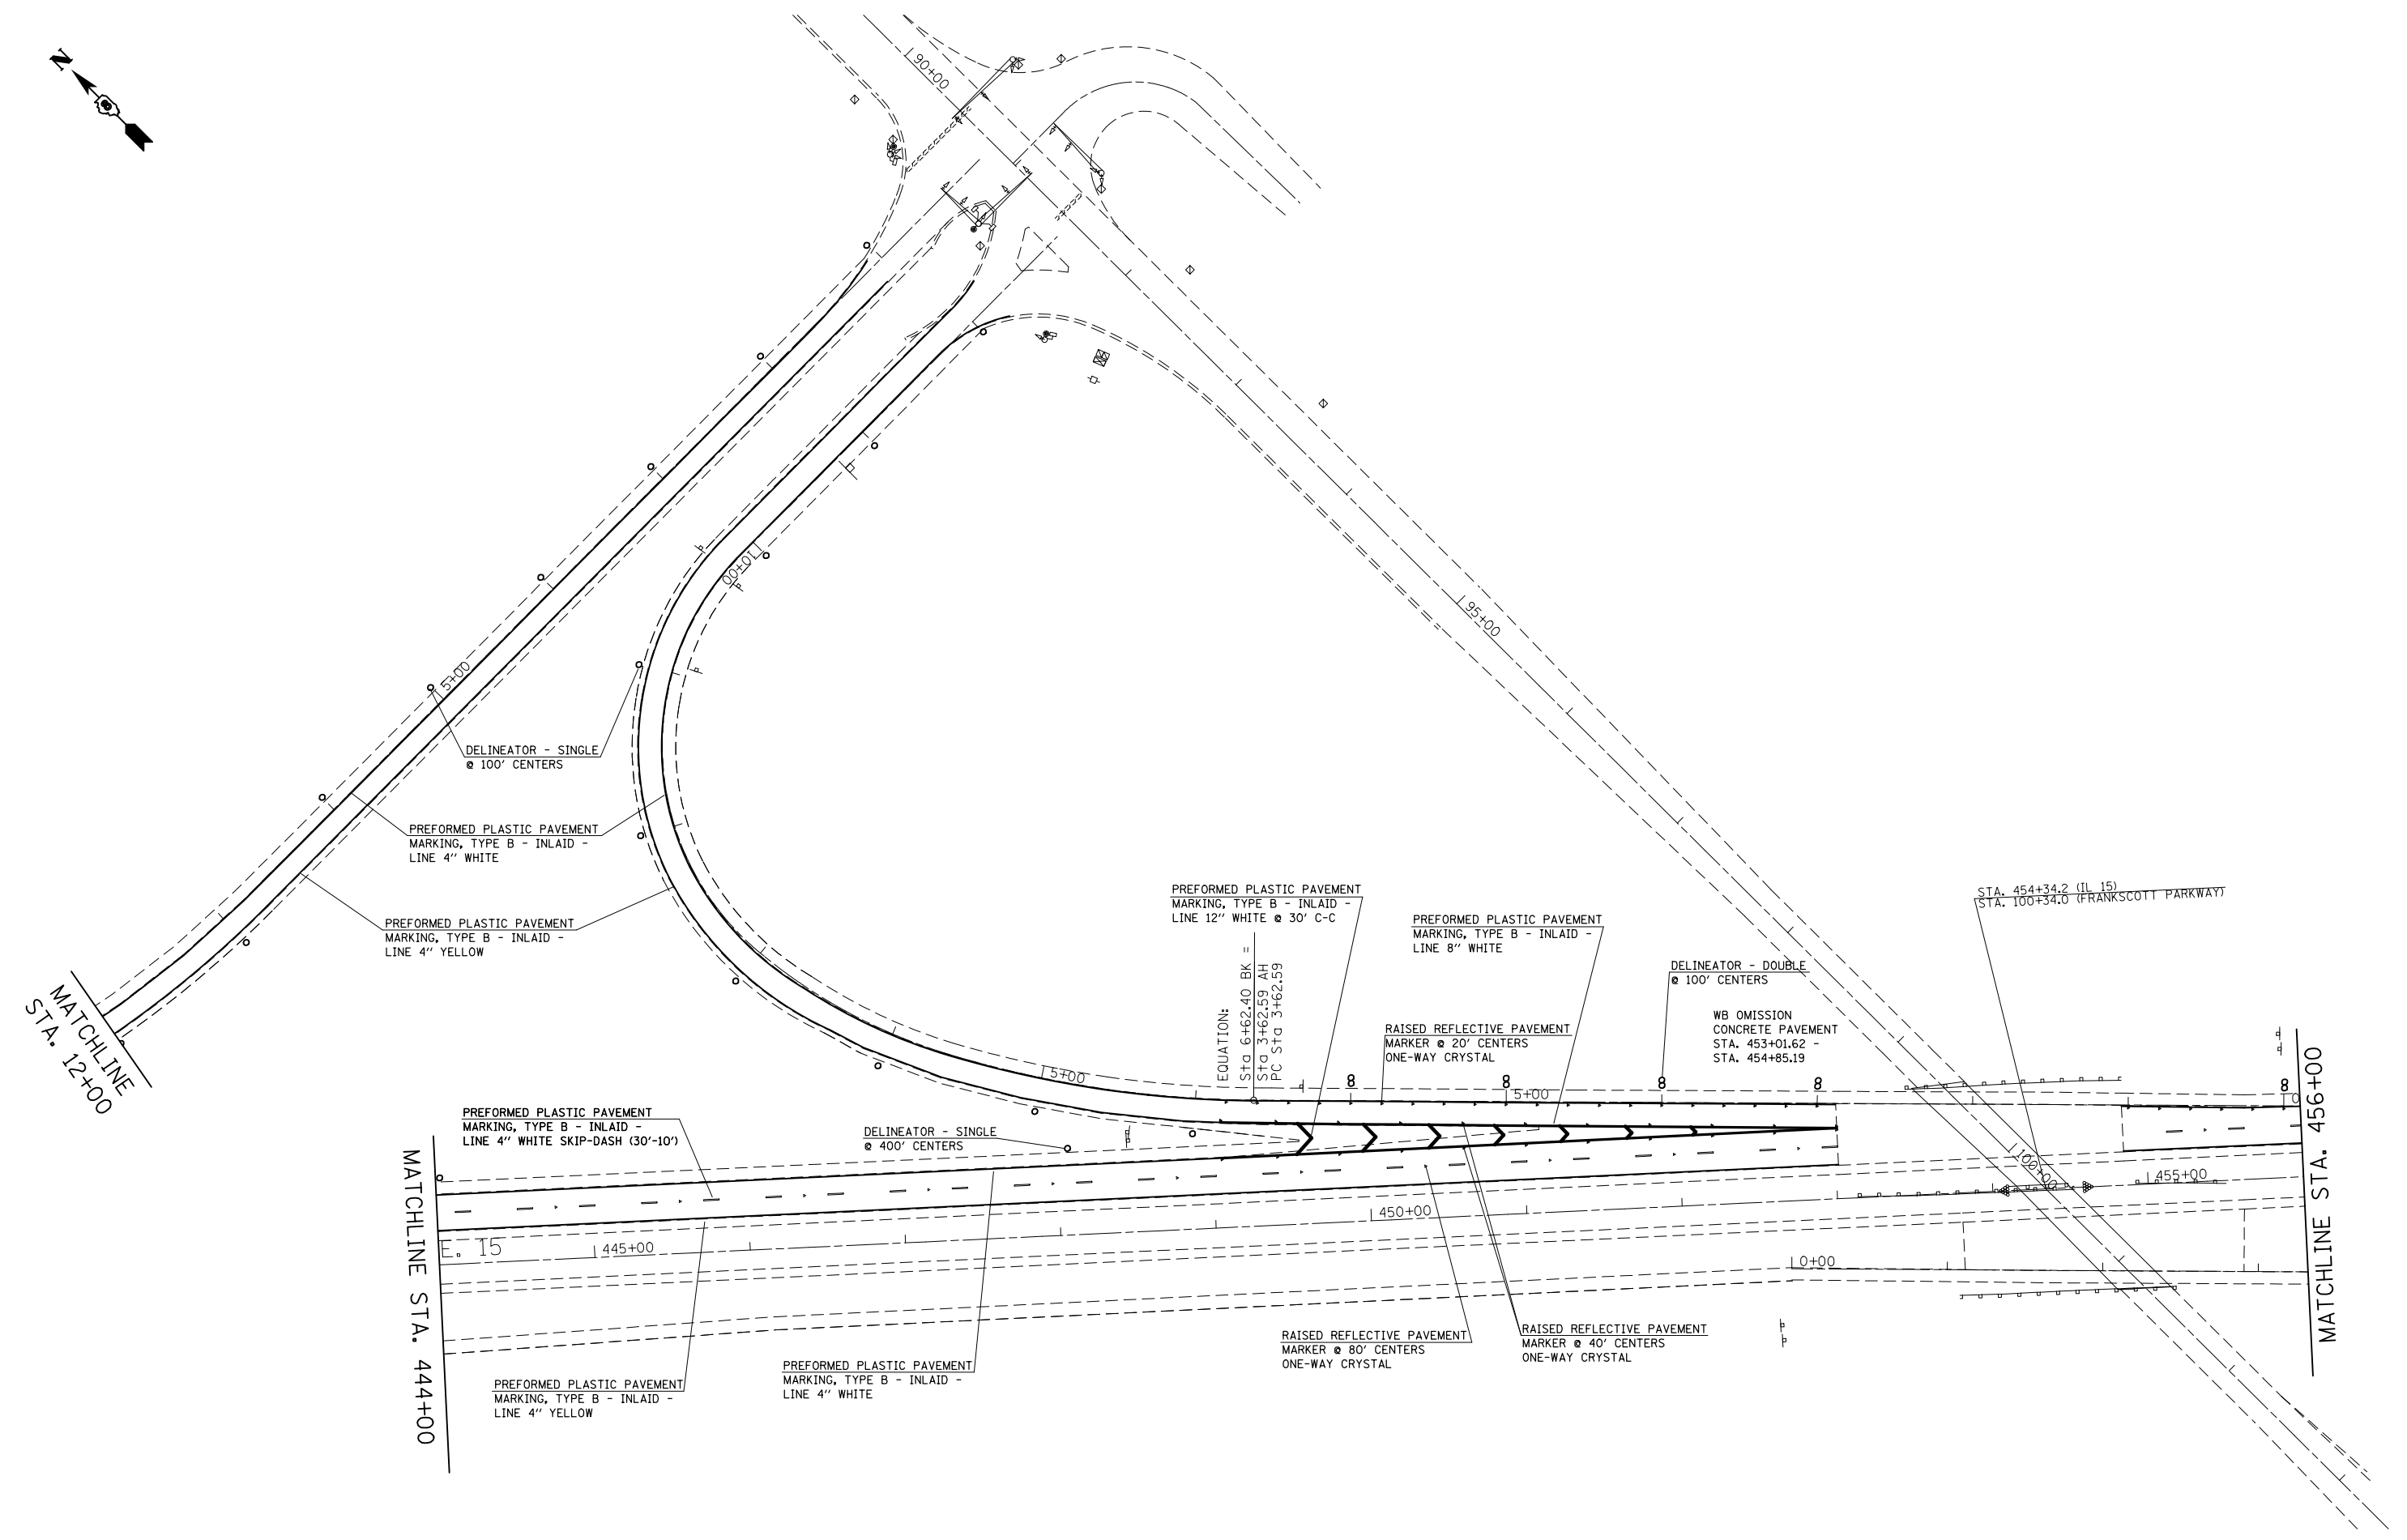 N
90+00
95+00
10+00
5+00
DELINEATOR - SINGLE
@ 100' CENTERS
PREFORMED PLASTIC PAVEMENT
MARKING, TYPE B - INLAID -
LINE 4" WHITE
PREFORMED PLASTIC PAVEMENT
MARKING, TYPE B - INLAID -
LINE 4" YELLOW
MATCHLINE
STA. 12+00
PREFORMED PLASTIC PAVEMENT
MARKING, TYPE B - INLAID -
LINE 12" WHITE @ 30' C-C
PREFORMED PLASTIC PAVEMENT
MARKING, TYPE B - INLAID -
LINE 8" WHITE
STA. 454+34.2 (IL 15)
STA. 100+34.0 (FRANKSCOTT PARKWAY)
DELINEATOR - DOUBLE
@ 100' CENTERS
EQUATION:
Sta 6+62.40 BK =
Sta 3+62.59 AH
PC Sta 3+62.59
RAISED REFLECTIVE PAVEMENT
MARKER @ 20' CENTERS
ONE-WAY CRYSTAL
WB OMISSION
CONCRETE PAVEMENT
STA. 453+01.62 -
STA. 454+85.19
5+00
5+00
0
PREFORMED PLASTIC PAVEMENT
MARKING, TYPE B - INLAID -
LINE 4" WHITE SKIP-DASH (30'-10')
DELINEATOR - SINGLE
@ 400' CENTERS
MATCHLINE STA. 444+00
MATCHLINE STA. 456+00
E. 15
445+00
450+00
455+00
100+00
0+00
RAISED REFLECTIVE PAVEMENT
MARKER @ 80' CENTERS
ONE-WAY CRYSTAL
RAISED REFLECTIVE PAVEMENT
MARKER @ 40' CENTERS
ONE-WAY CRYSTAL
PREFORMED PLASTIC PAVEMENT
MARKING, TYPE B - INLAID -
LINE 4" WHITE
PREFORMED PLASTIC PAVEMENT
MARKING, TYPE B - INLAID -
LINE 4" YELLOW